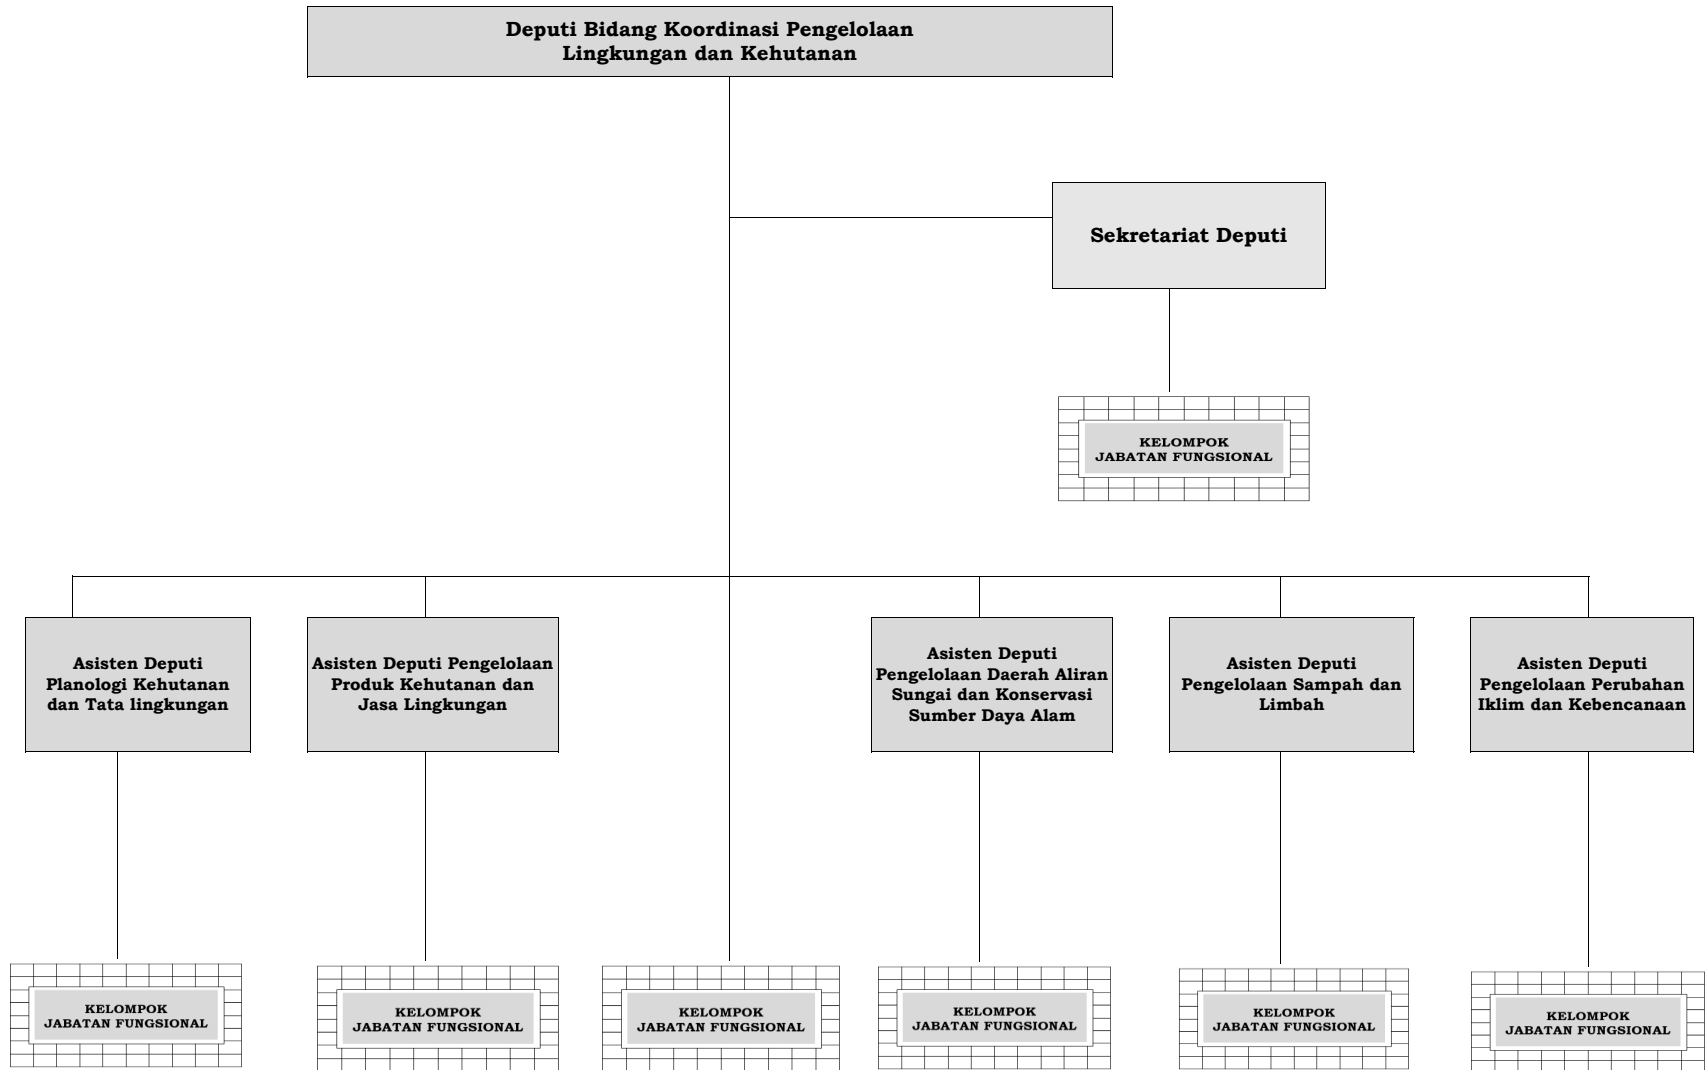 Deputi Bidang Koordinasi Pengelolaan
Lingkungan dan Kehutanan
Sekretariat Deputi
KELOMPOK
JABATAN FUNGSIONAL
Asisten Deputi
Planologi Kehutanan
dan Tata lingkungan
Asisten Deputi Pengelolaan
Produk Kehutanan dan
Jasa Lingkungan
Asisten Deputi
Pengelolaan Daerah Aliran
Sungai dan Konservasi
Sumber Daya Alam
Asisten Deputi
Pengelolaan Sampah dan
Limbah
Asisten Deputi
Pengelolaan Perubahan
Iklim dan Kebencanaan
KELOMPOK
JABATAN FUNGSIONAL
KELOMPOK
JABATAN FUNGSIONAL
KELOMPOK
JABATAN FUNGSIONAL
KELOMPOK
JABATAN FUNGSIONAL
KELOMPOK
JABATAN FUNGSIONAL
KELOMPOK
JABATAN FUNGSIONAL